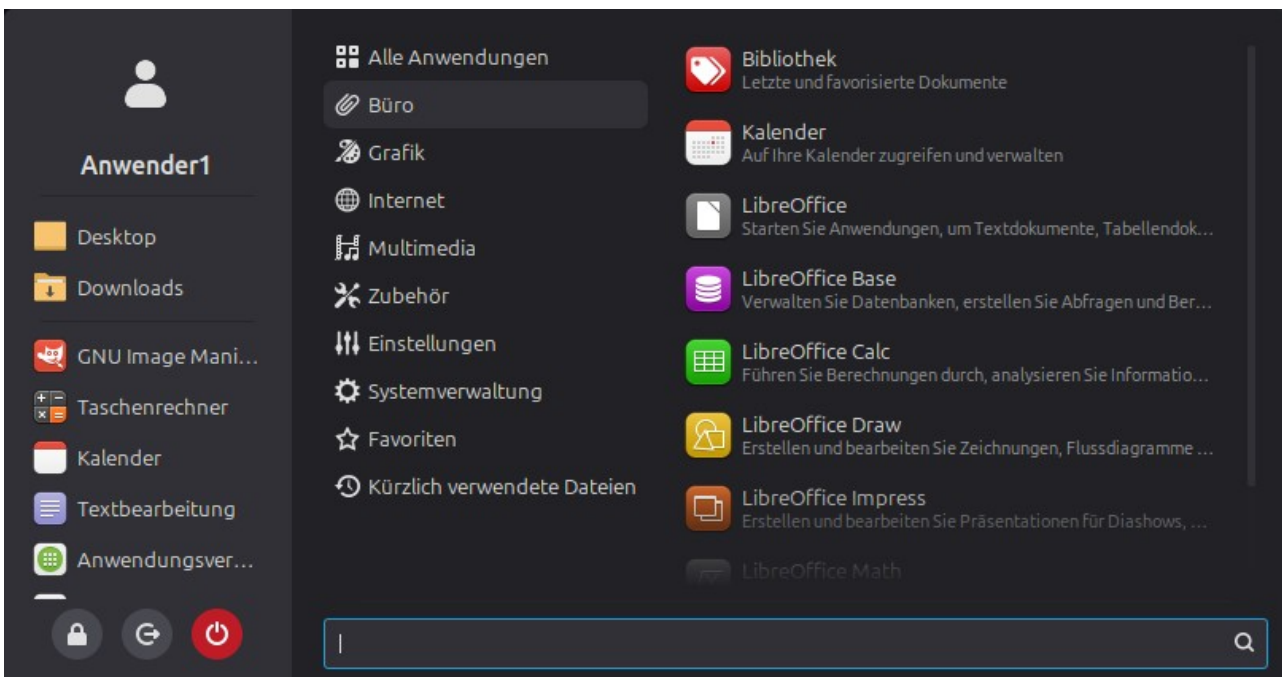 Anwender1
Desktop
Downloads
GNU Image Mani...
Taschenrechner
Kalender
Textbearbeitung
Anwendungsver...
Alle Anwendungen
Büro
Grafik
Internet
Multimedia
Zubehör
Einstellungen
Systemverwaltung
Favoriten
Kürzlich verwendete Dateien
Bibliothek
Letzte und favorisierte Dokumente
Kalender
Auf Ihre Kalender zugreifen und verwalten
LibreOffice
Starten Sie Anwendungen, um Textdokumente, Tabellendok...
LibreOffice Base
Verwalten Sie Datenbanken, erstellen Sie Abfragen und Ber...
LibreOffice Calc
Führen Sie Berechnungen durch, analysieren Sie Informatio...
LibreOffice Draw
Erstellen und bearbeiten Sie Zeichnungen, Flussdiagramme ...
LibreOffice Impress
Erstellen und bearbeiten Sie Präsentationen für Diashows, ...
LibreOffice Math